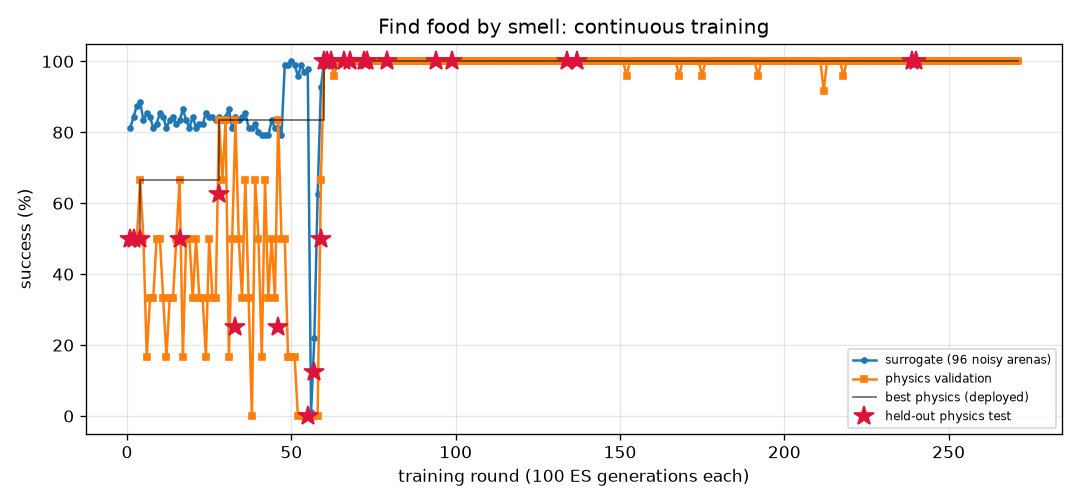 Find food by smell: continuous training
success (%)
100
80
60
40
20
0
0 50 100 150 200 250
training round (100 ES generations each)
surrogate (96 noisy arenas)
physics validation
best physics (deployed)
held-out physics test